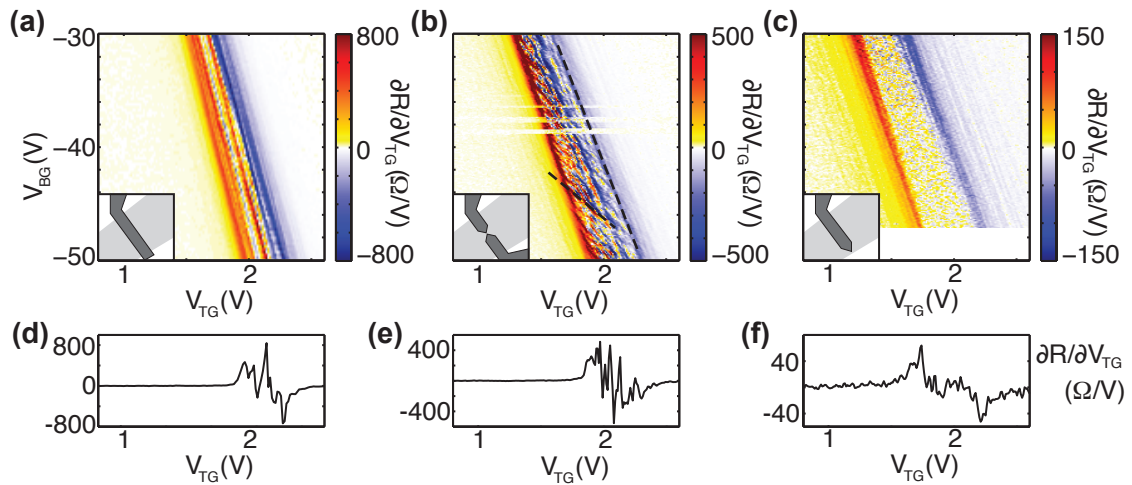 (a)
−30
−40
−50
V_BG(V)
1
2
V_TG(V)
800
0
−800
∂R/∂V_TG (Ω/V)
(b)
1
2
V_TG(V)
500
0
−500
∂R/∂V_TG (Ω/V)
(c)
1
2
V_TG(V)
150
0
−150
∂R/∂V_TG (Ω/V)
(d)
800
0
-800
1
2
V_TG(V)
(e)
400
-400
1
2
V_TG(V)
(f)
40
-40
1
2
V_TG(V)
∂R/∂V_TG
(Ω/V)